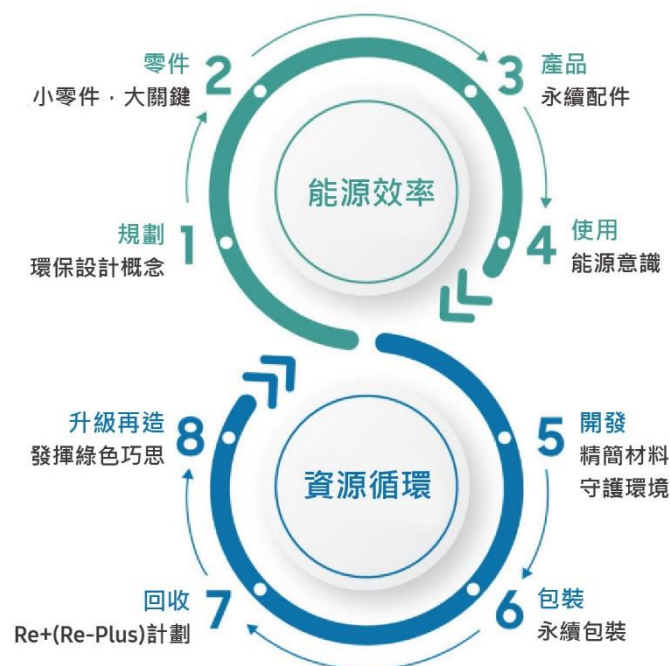 能源效率
1
規劃
環保設計概念
2
零件
小零件．大關鍵
3
產品
永續配件
4
使用
能源意識
資源循環
5
開發
精簡材料
守護環境
6
包裝
永續包裝
7
回收
Re+(Re-Plus)計劃
8
升級再造
發揮綠色巧思